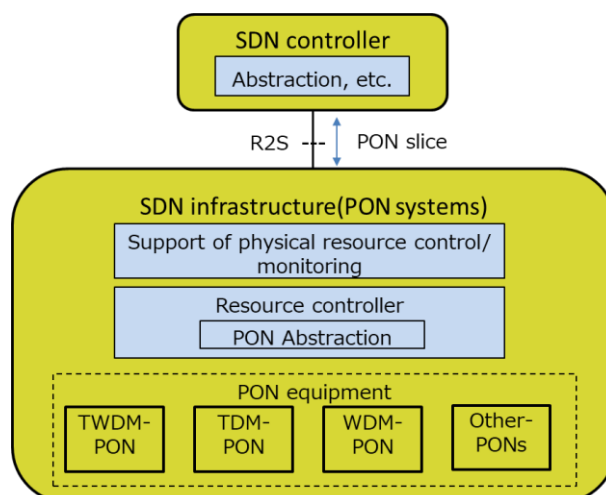 SDN controller
Abstraction, etc.
R2S
PON slice
SDN infrastructure(PON systems)
Support of physical resource control/
monitoring
Resource controller
PON Abstraction
PON equipment
TWDM-
PON
TDM-
PON
WDM-
PON
Other-
PONs